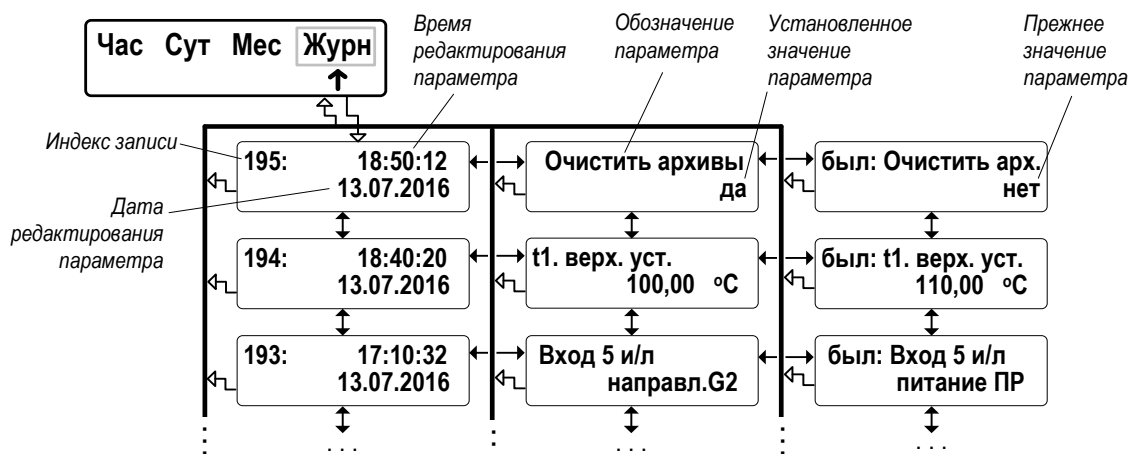 Час Сут Мес Журн
Время
редактирования
параметра
Обозначение
параметра
Установленное
значение
параметра
Прежнее
значение
параметра
Индекс записи
195: 18:50:12
13.07.2016
Очистить архивы
да
был: Очистить арх.
нет
Дата
редактирования
параметра
194: 18:40:20
13.07.2016
t1. верх. уст.
100,00 ºC
был: t1. верх. уст.
110,00 ºC
193: 17:10:32
13.07.2016
Вход 5 и/л
направл.G2
был: Вход 5 и/л
питание ПР
. . . . . . . . .